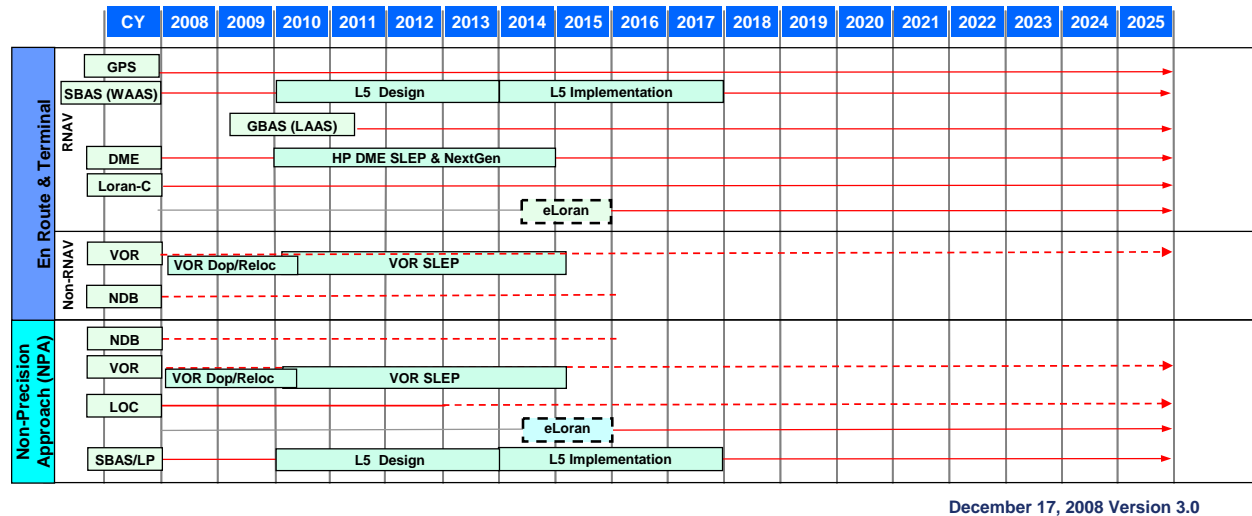 CY 2008 2009 2010 2011 2012 2013 2014 2015 2016 2017 2018 2019 2020 2021 2022 2023 2024 2025
En Route & Terminal
RNAV
GPS
SBAS (WAAS) L5 Design L5 Implementation
GBAS (LAAS)
DME HP DME SLEP & NextGen
Loran-C
eLoran
Non-RNAV
VOR VOR Dop/Reloc VOR SLEP
NDB
Non-Precision
Approach (NPA)
NDB
VOR VOR Dop/Reloc VOR SLEP
LOC
eLoran
SBAS/LP L5 Design L5 Implementation
December 17, 2008 Version 3.0